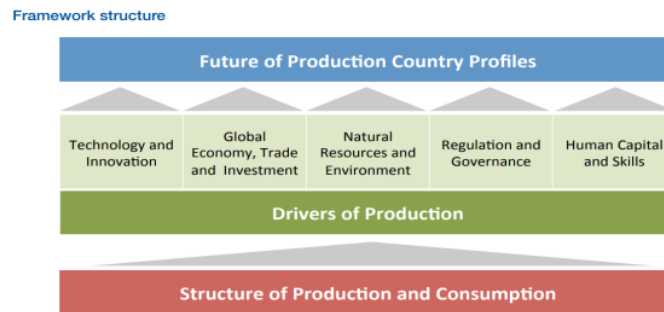 Framework structure
Future of Production Country Profiles
Technology and
Innovation
Global
Economy, Trade
and Investment
Natural
Resources and
Environment
Regulation and
Governance
Human Capital
and Skills
Drivers of Production
Structure of Production and Consumption